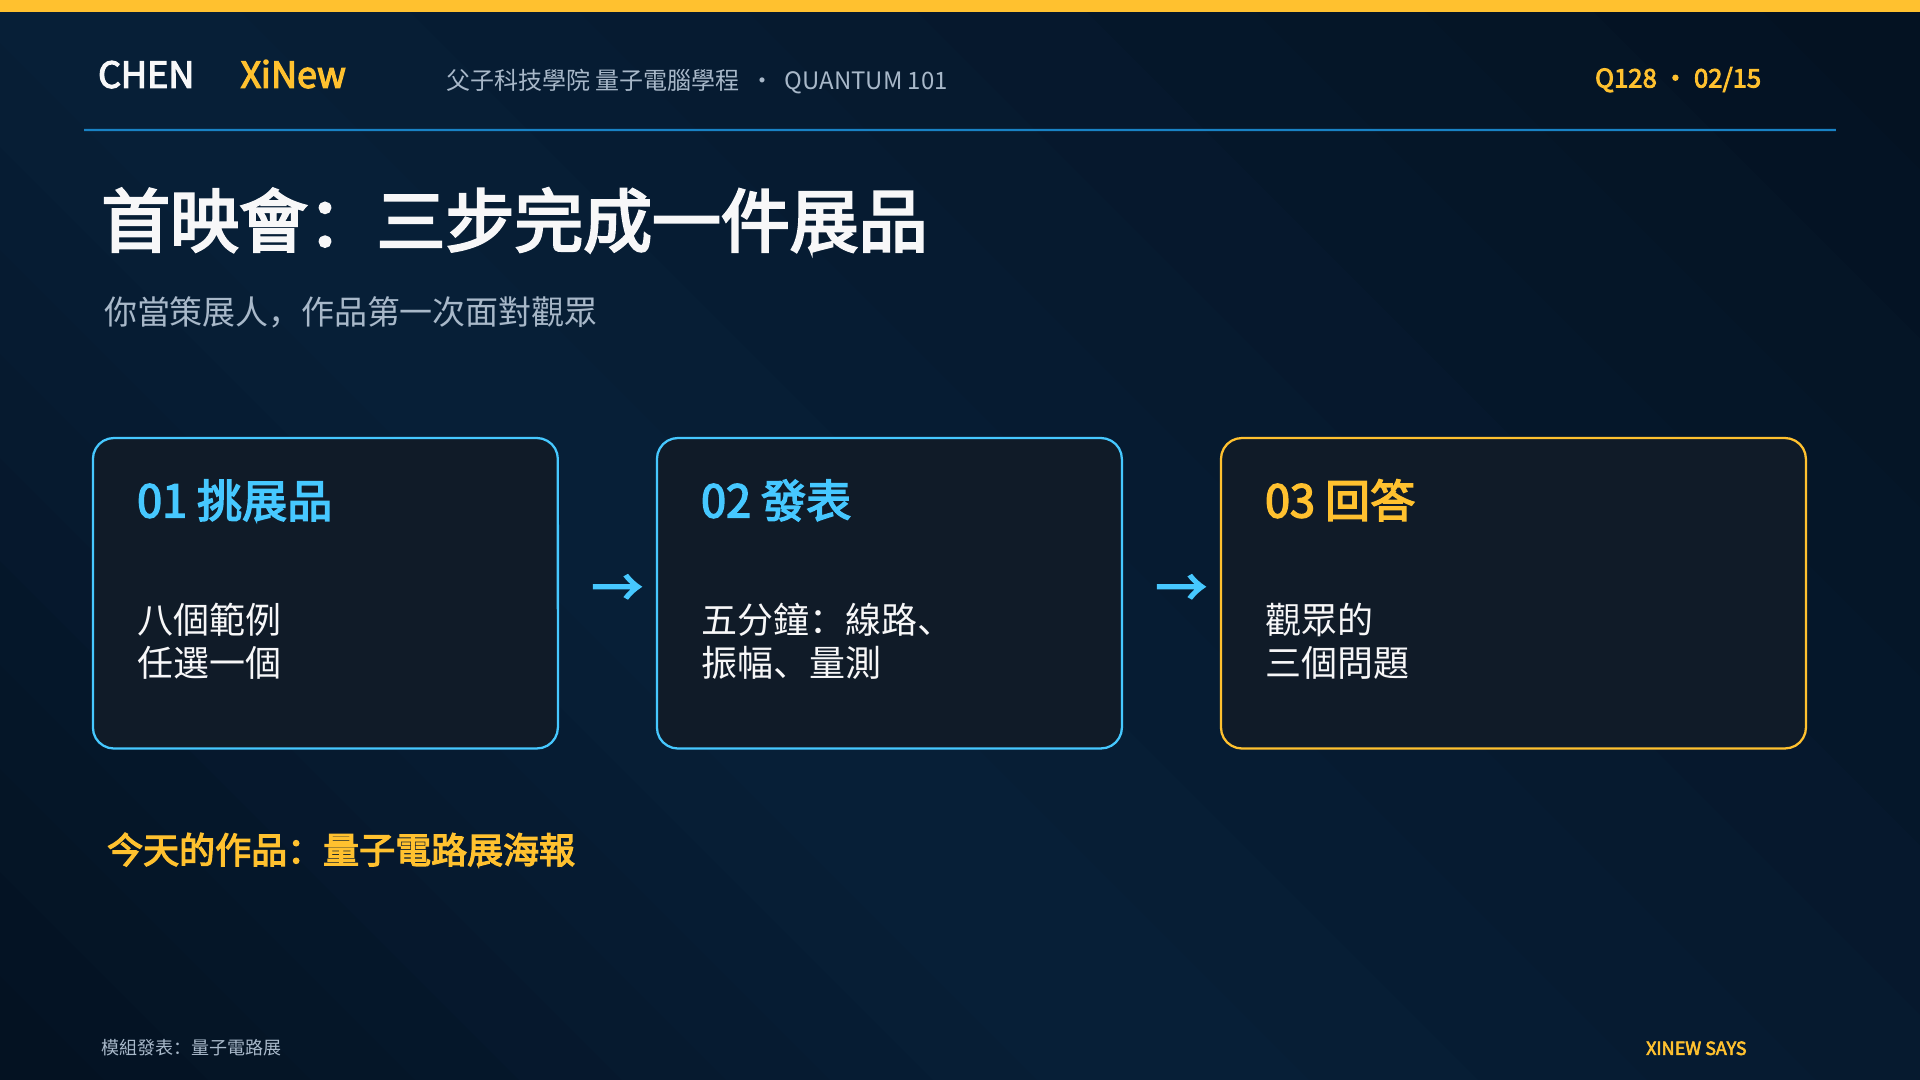 CHEN XiNew 父子科技學院 量子電腦學程 • QUANTUM 101 Q128 • 02/15
首映會：三步完成一件展品
你當策展人，作品第一次面對觀眾
01 挑展品
八個範例
任選一個
→
02 發表
五分鐘：線路、
振幅、量測
→
03 回答
觀眾的
三個問題
今天的作品：量子電路展海報
模組發表：量子電路展 XINEW SAYS